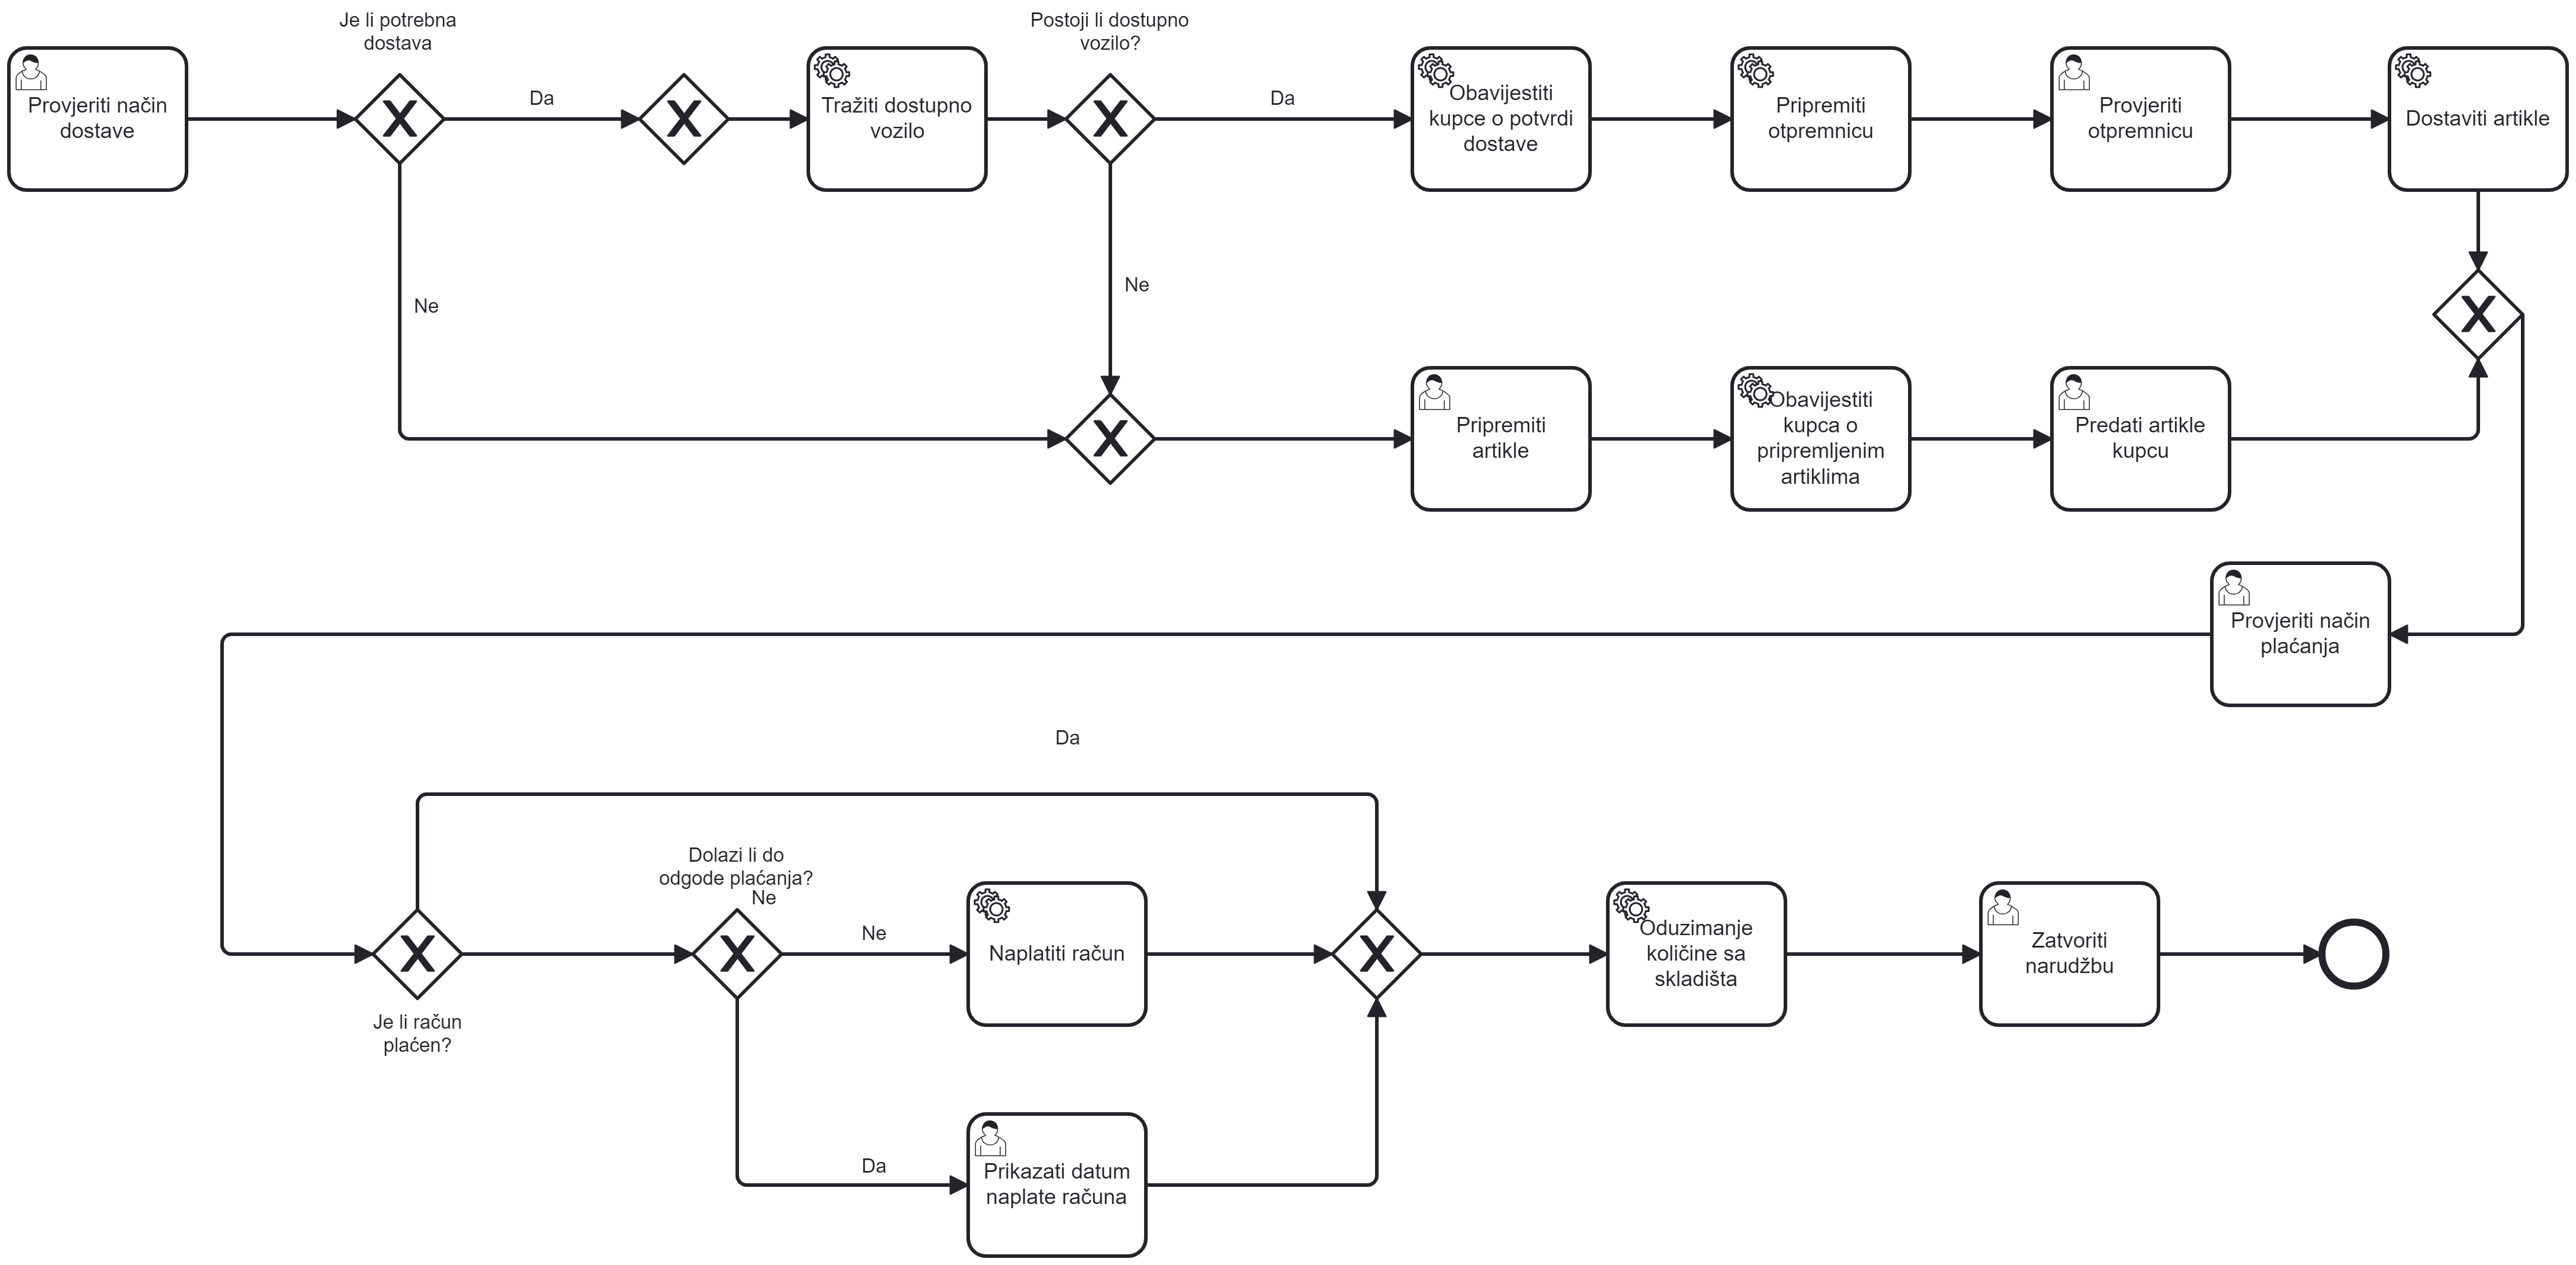 Je li potrebna
dostava
Postoji li dostupno
vozilo?
Provjeriti način
dostave
Da
Tražiti dostupno
vozilo
Da
Obavijestiti
kupce o potvrdi
dostave
Pripremiti
otpremnicu
Provjeriti
otpremnicu
Dostaviti artikle
Ne
Ne
Pripremiti
artikle
Obavijestiti
kupca o
pripremljenim
artiklima
Predati artikle
kupcu
Provjeriti način
plaćanja
Da
Dolazi li do
odgode plaćanja?
Ne
Ne
Naplatiti račun
Oduzimanje
količine sa
skladišta
Zatvoriti
narudžbu
Je li račun
plaćen?
Da
Prikazati datum
naplate računa